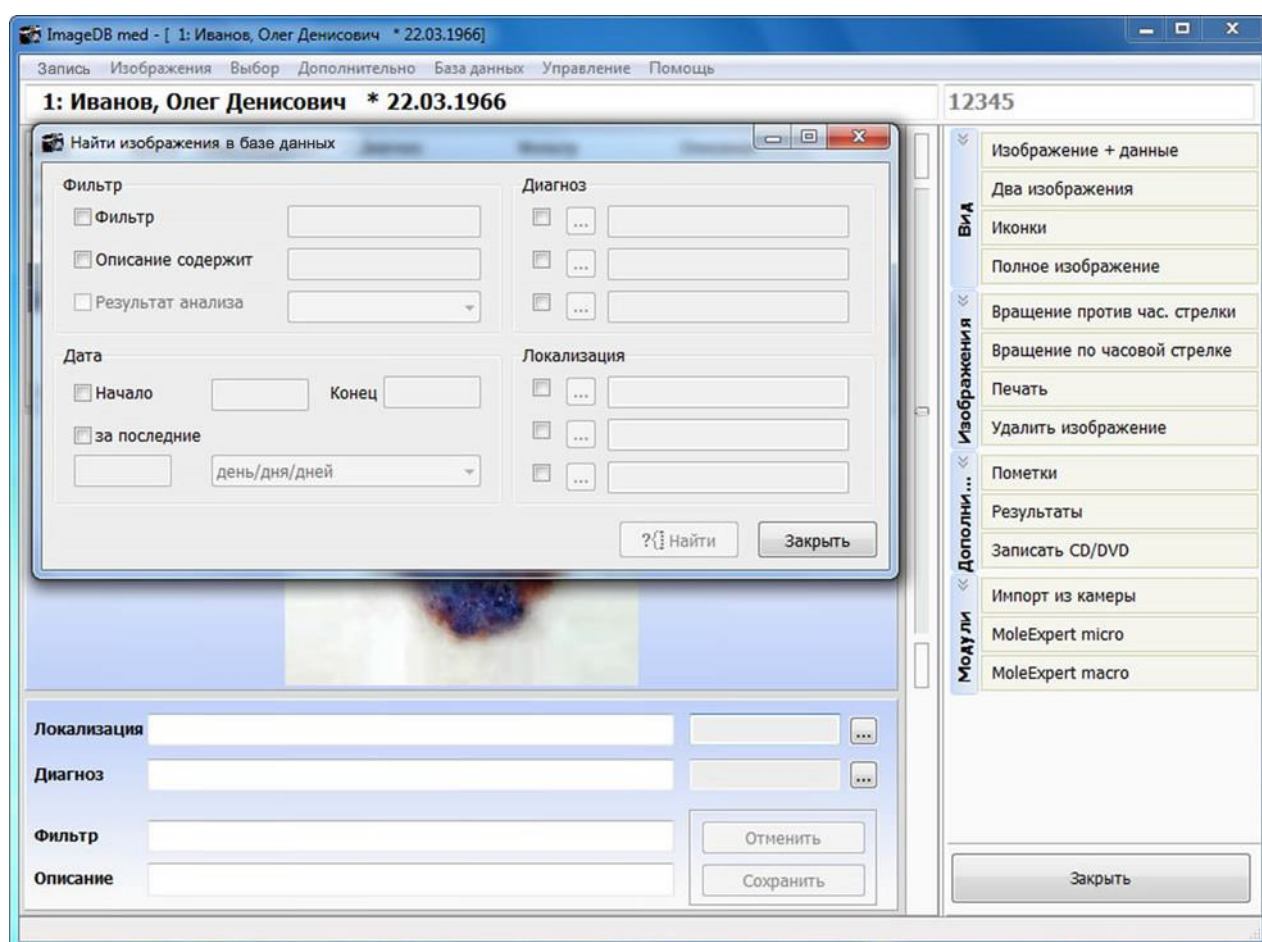 ImageDB med - [ 1: Иванов, Олег Денисович * 22.03.1966]
Запись Изображения Выбор Дополнительно База данных Управление Помощь
1: Иванов, Олег Денисович * 22.03.1966
12345
Найти изображения в базе данных
Фильтр
Фильтр
Описание содержит
Результат анализа
Диагноз
...
...
...
Дата
Начало Конец
за последние
день/дня/дней
Локализация
...
...
...
?{} Найти
Закрыть
Вид
Изображение + данные
Два изображения
Иконки
Полное изображение
Изображения
Вращение против час. стрелки
Вращение по часовой стрелке
Печать
Удалить изображение
Дополни...
Пометки
Результаты
Записать CD/DVD
Модули
Импорт из камеры
MoleExpert micro
MoleExpert macro
Локализация ...
Диагноз ...
Фильтр
Описание
Отменить
Сохранить
Закрыть